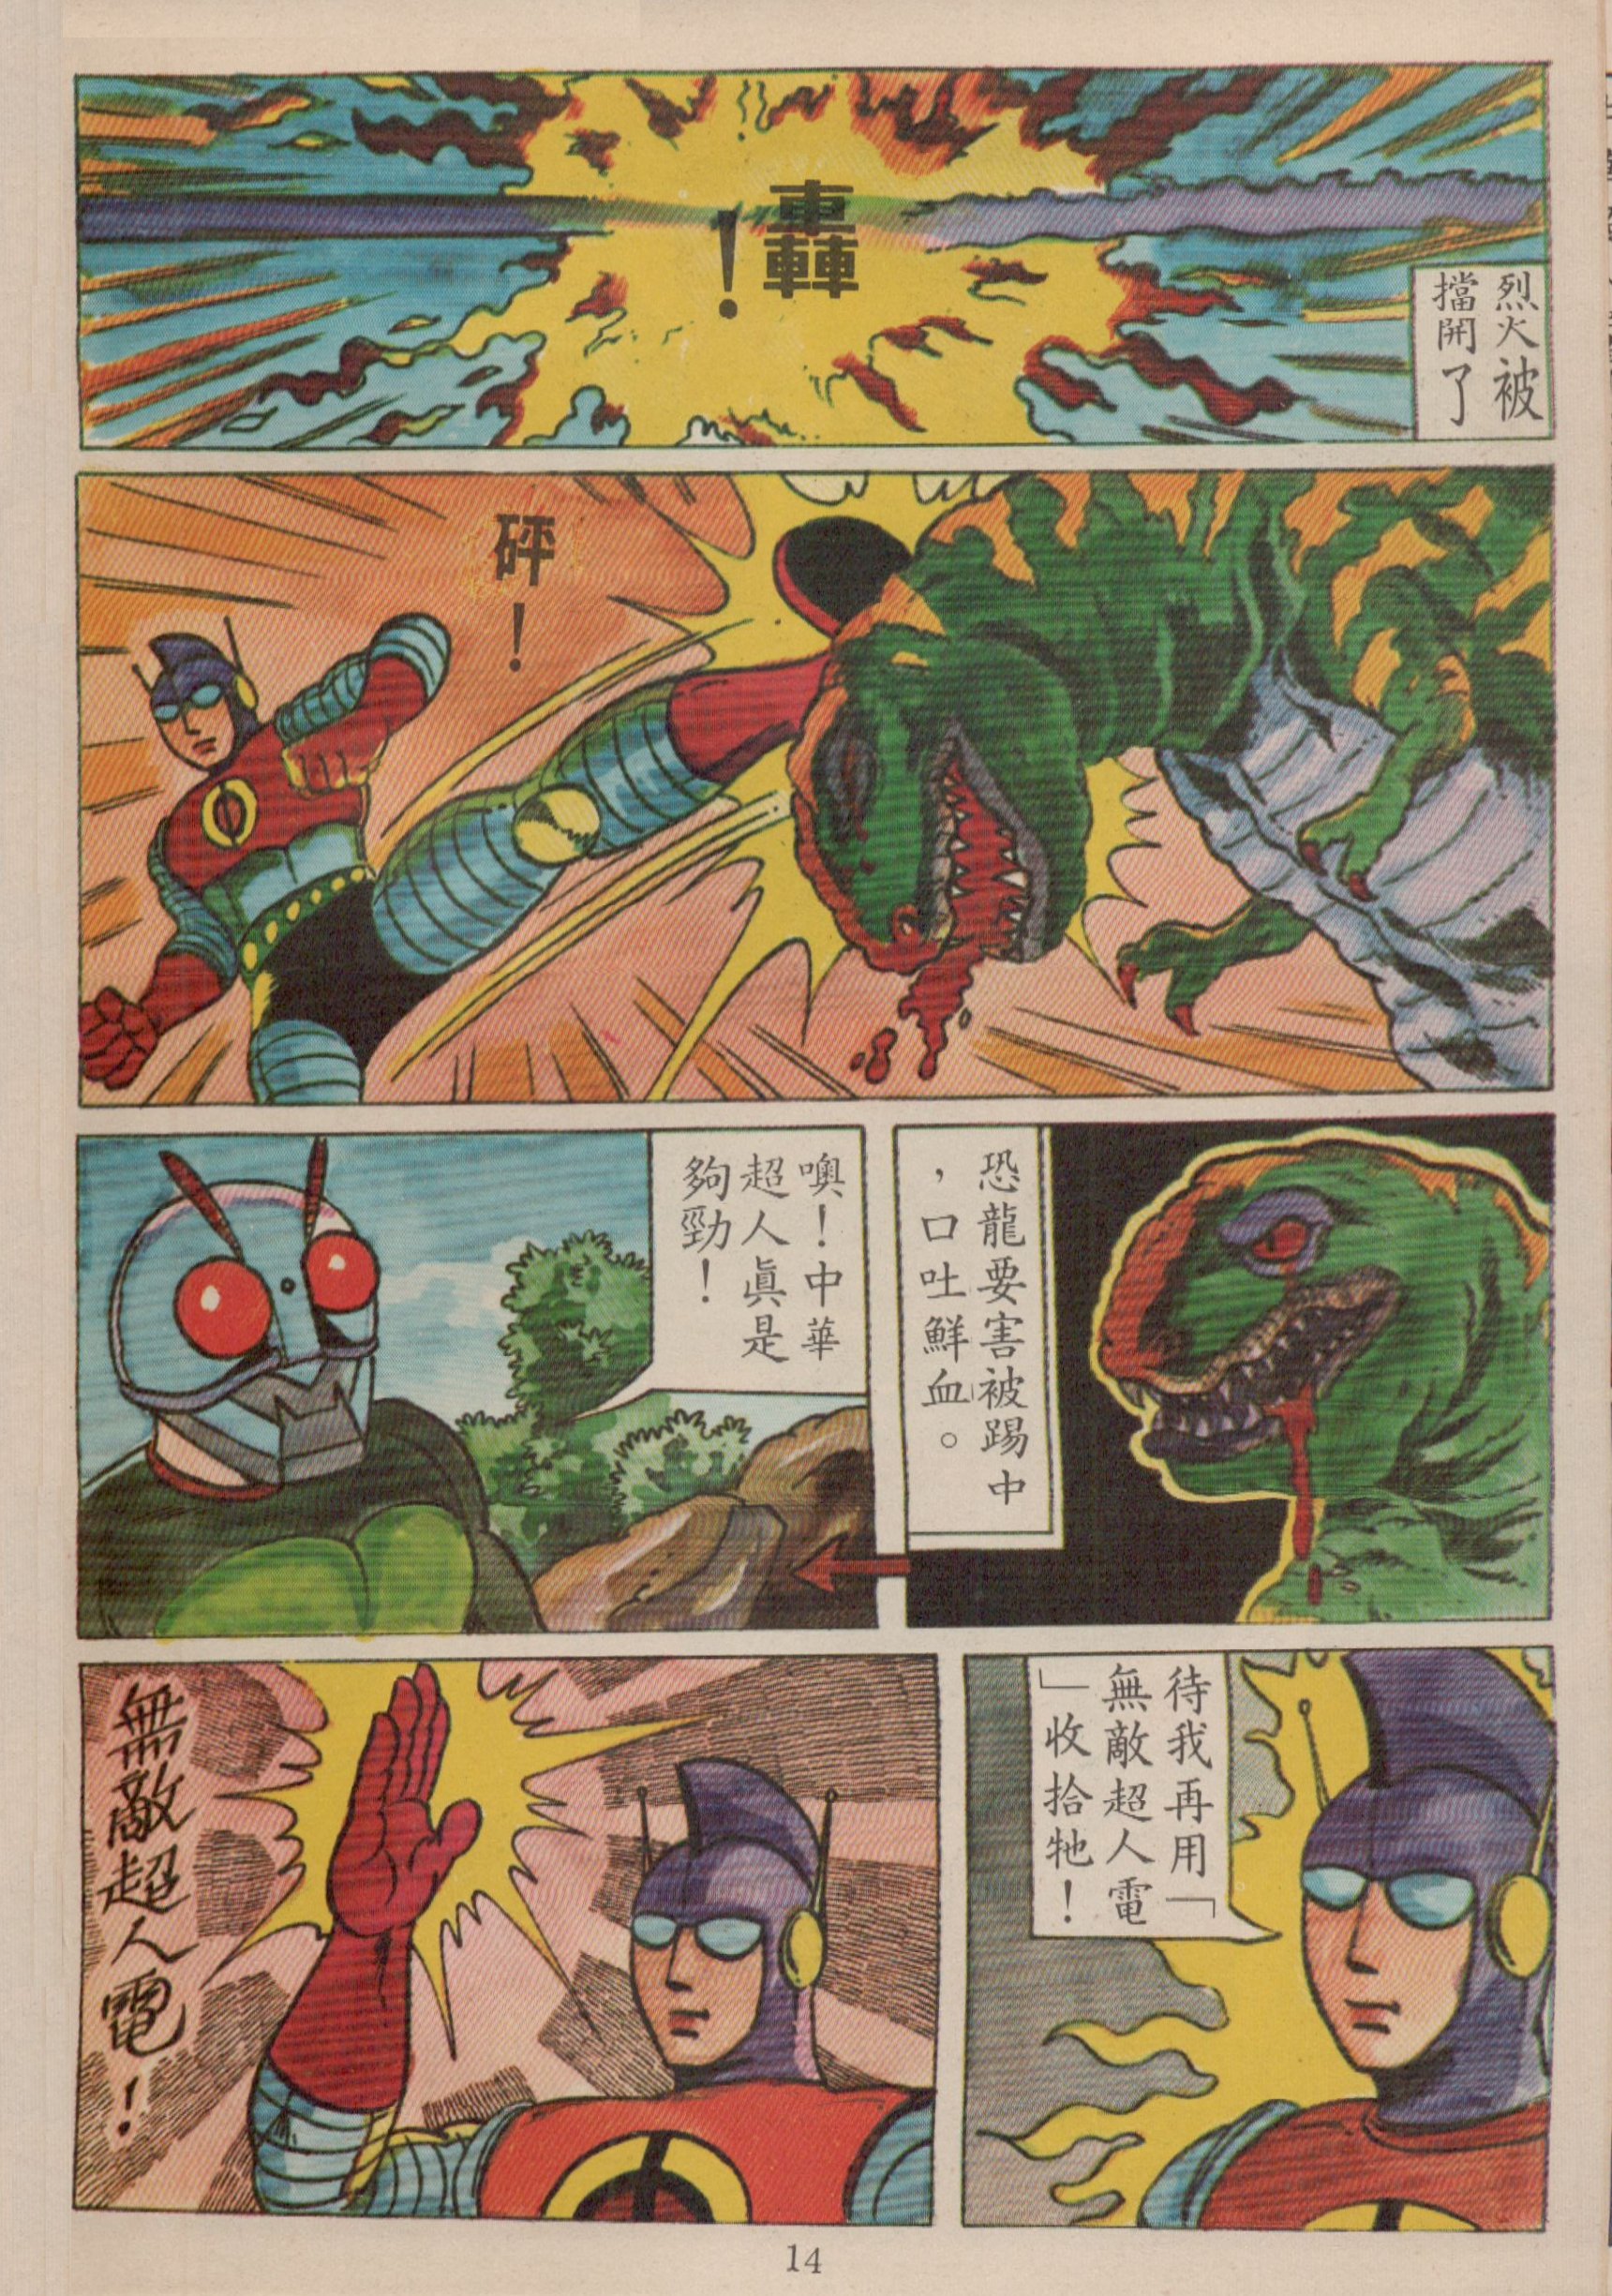 烈火被
擋開了
轟！
砰！
恐龍要害被踢中
，口吐鮮血。
噢！中華
超人眞是
夠勁！
待我再用「
無敵超人電
」收拾牠！
無敵超人電！
14